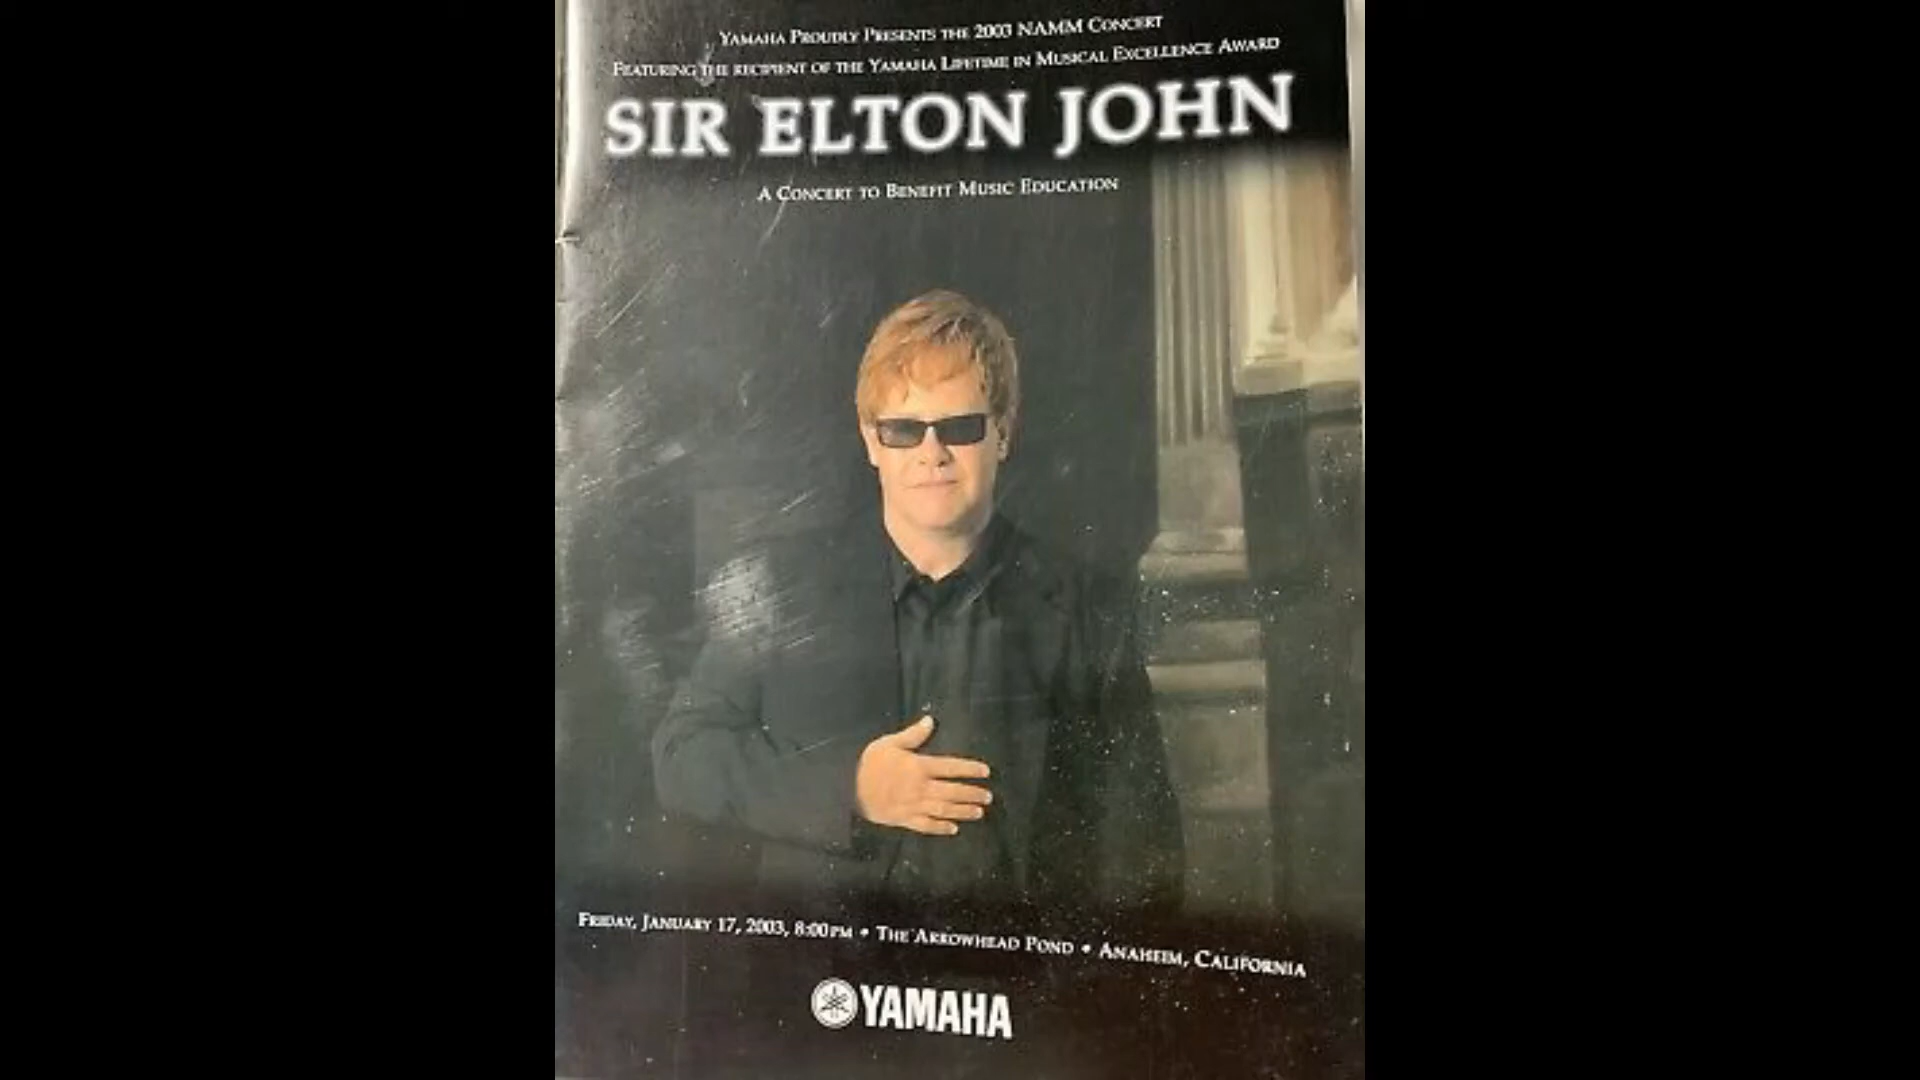 YAMAHA PROUDLY PRESENTS THE 2003 NAMM CONCERT
FEATURING THE RECIPIENT OF THE YAMAHA LIFETIME IN MUSICAL EXCELLENCE AWARD
SIR ELTON JOHN
A CONCERT TO BENEFIT MUSIC EDUCATION
FRIDAY, JANUARY 17, 2003, 8:00PM • THE ARROWHEAD POND • ANAHEIM, CALIFORNIA
YAMAHA